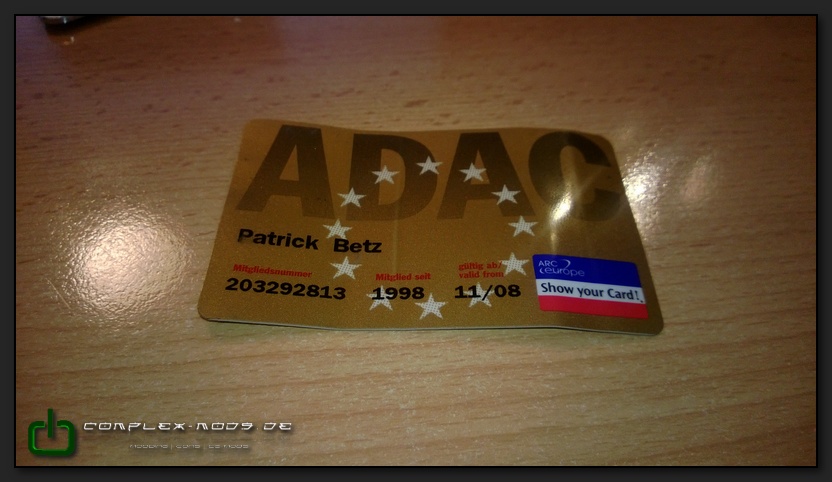 ADAC
Patrick Betz
Mitgliedsnummer Mitglied seit gültig ab/
valid from
203292813 1998 11/08
ARC
europe
Show your Card!
COMPLEX-MODS DE